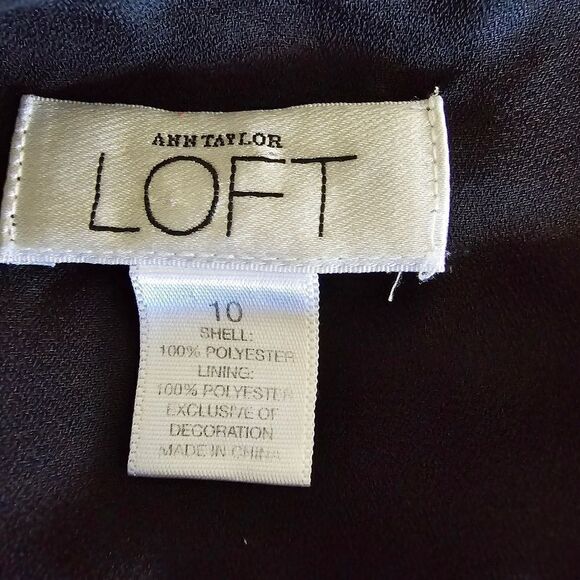 ANN TAYLOR
LOFT
10
SHELL:
100% POLYESTER
LINING:
100% POLYESTER
EXCLUSIVE OF
DECORATION
MADE IN CHINA